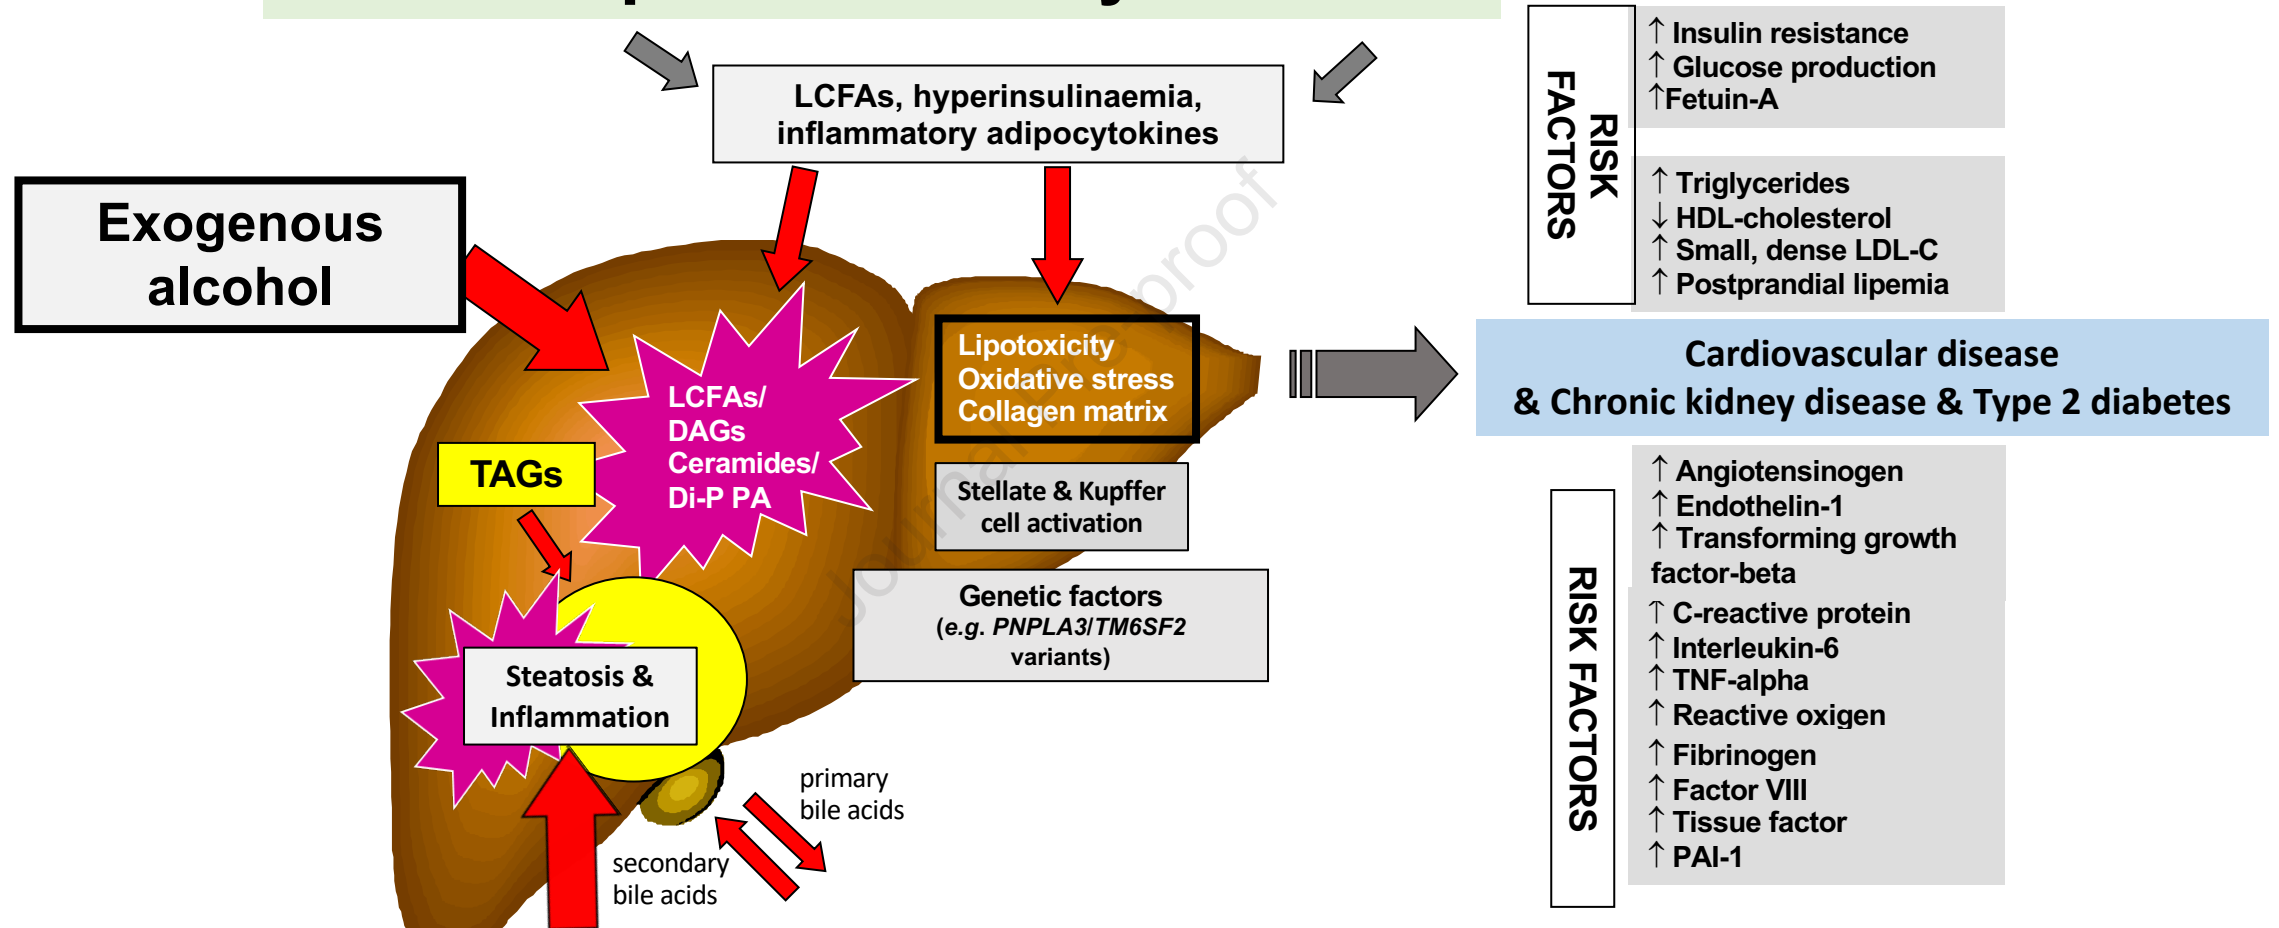 LCFAs, hyperinsulinaemia,
inflammatory adipocytokines
Exogenous
alcohol
LCFAs/
DAGs
Ceramides/
Di-P PA
TAGs
Steatosis &
Inflammation
Lipotoxicity
Oxidative stress
Collagen matrix
Stellate & Kupffer
cell activation
Genetic factors
(e.g. PNPLA3/TM6SF2
variants)
primary
bile acids
secondary
bile acids
Journal Pre-proof
RISK
FACTORS
↑ Insulin resistance
↑ Glucose production
↑Fetuin-A
↑ Triglycerides
↓ HDL-cholesterol
↑ Small, dense LDL-C
↑ Postprandial lipemia
Cardiovascular disease
& Chronic kidney disease & Type 2 diabetes
RISK FACTORS
↑ Angiotensinogen
↑ Endothelin-1
↑ Transforming growth
factor-beta
↑ C-reactive protein
↑ Interleukin-6
↑ TNF-alpha
↑ Reactive oxigen
↑ Fibrinogen
↑ Factor VIII
↑ Tissue factor
↑ PAI-1